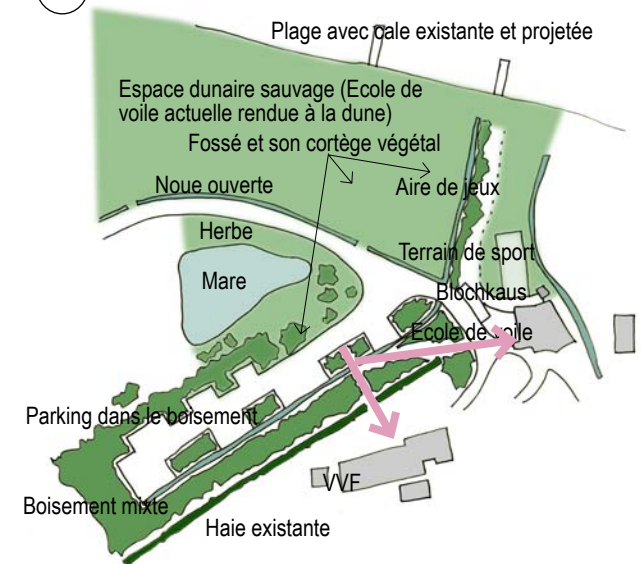 Plage avec cale existante et projetée
Espace dunaire sauvage (Ecole de
voile actuelle rendue à la dune)
Fossé et son cortège végétal
Noue ouverte
Aire de jeux
Herbe
Terrain de sport
Mare
Blochkaus
Ecole de voile
Parking dans le boisement
VVF
Boisement mixte
Haie existante